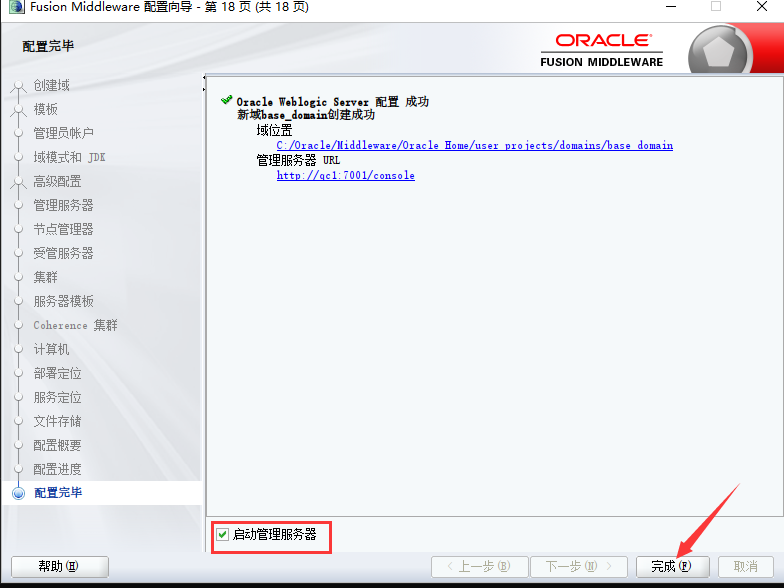 Fusion Middleware 配置向导 - 第 18 页 (共 18 页)
配置完毕
ORACLE
FUSION MIDDLEWARE
创建域
模板
管理员帐户
域模式和 JDK
高级配置
管理服务器
节点管理器
受管服务器
集群
服务器模板
Coherence 集群
计算机
部署定位
服务定位
文件存储
配置概要
配置进度
配置完毕
Oracle Weblogic Server 配置 成功
新域base_domain创建成功
域位置
C:/Oracle/Middleware/Oracle_Home/user_projects/domains/base_domain
管理服务器 URL
http://qc1:7001/console
启动管理服务器
帮助(H)
< 上一步(B)
下一步(N) >
完成(F)
取消